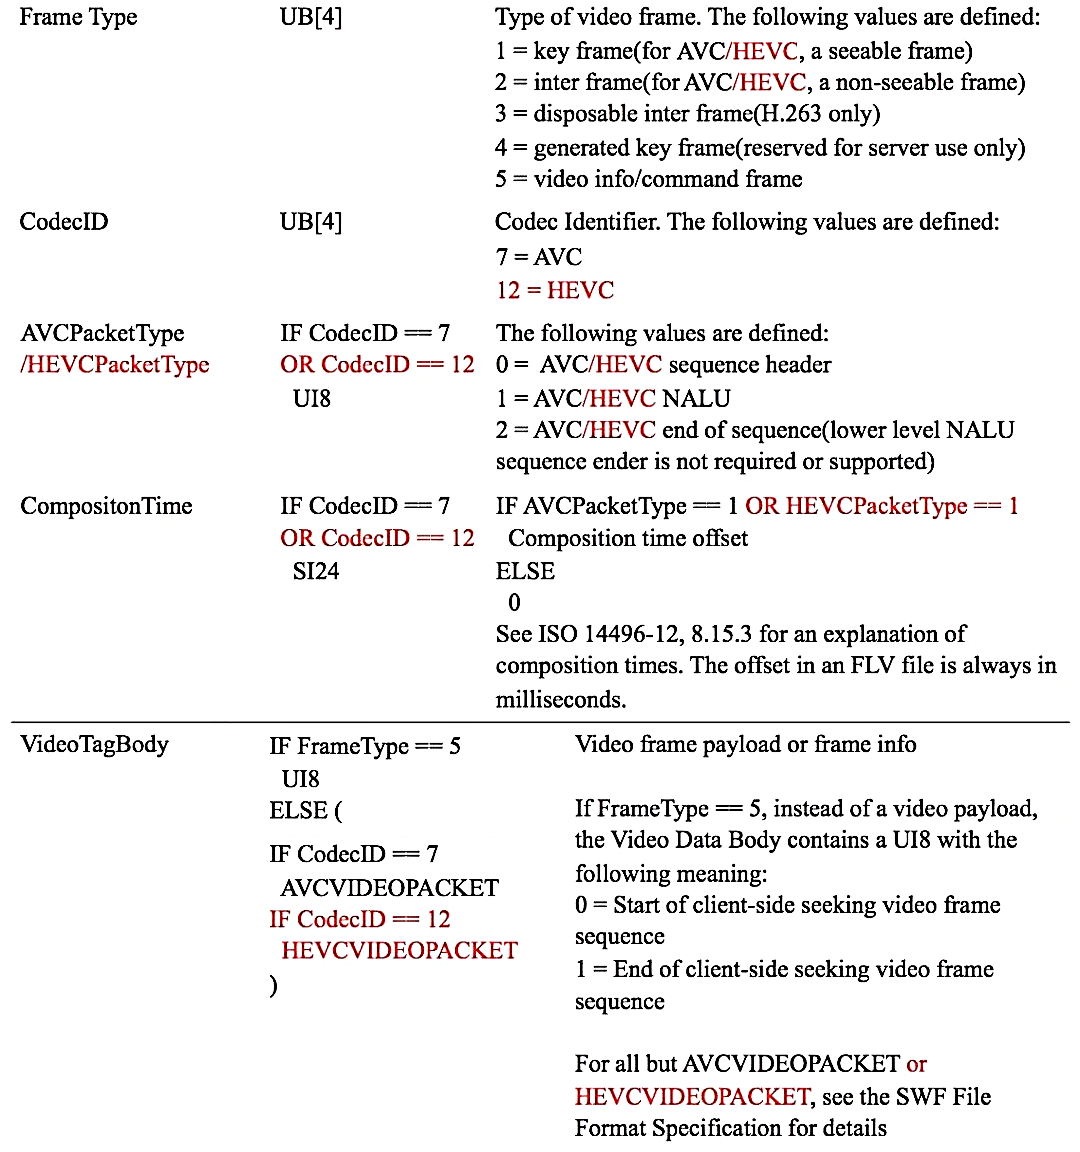 Frame Type UB[4] Type of video frame. The following values are defined:
1 = key frame(for AVC/HEVC, a seeable frame)
2 = inter frame(for AVC/HEVC, a non-seeable frame)
3 = disposable inter frame(H.263 only)
4 = generated key frame(reserved for server use only)
5 = video info/command frame
CodecID UB[4] Codec Identifier. The following values are defined:
7 = AVC
12 = HEVC
AVCPacketType IF CodecID == 7 The following values are defined:
/HEVCPacketType OR CodecID == 12 0 = AVC/HEVC sequence header
UI8 1 = AVC/HEVC NALU
2 = AVC/HEVC end of sequence(lower level NALU
sequence ender is not required or supported)
CompositonTime IF CodecID == 7 IF AVCPacketType == 1 OR HEVCPacketType == 1
OR CodecID == 12 Composition time offset
SI24 ELSE
0
See ISO 14496-12, 8.15.3 for an explanation of
composition times. The offset in an FLV file is always in
milliseconds.
VideoTagBody IF FrameType == 5 Video frame payload or frame info
UI8
ELSE ( If FrameType == 5, instead of a video payload,
the Video Data Body contains a UI8 with the
IF CodecID == 7 following meaning:
AVCVIDEOPACKET 0 = Start of client-side seeking video frame
IF CodecID == 12 sequence
HEVCVIDEOPACKET 1 = End of client-side seeking video frame
) sequence
For all but AVCVIDEOPACKET or
HEVCVIDEOPACKET, see the SWF File
Format Specification for details